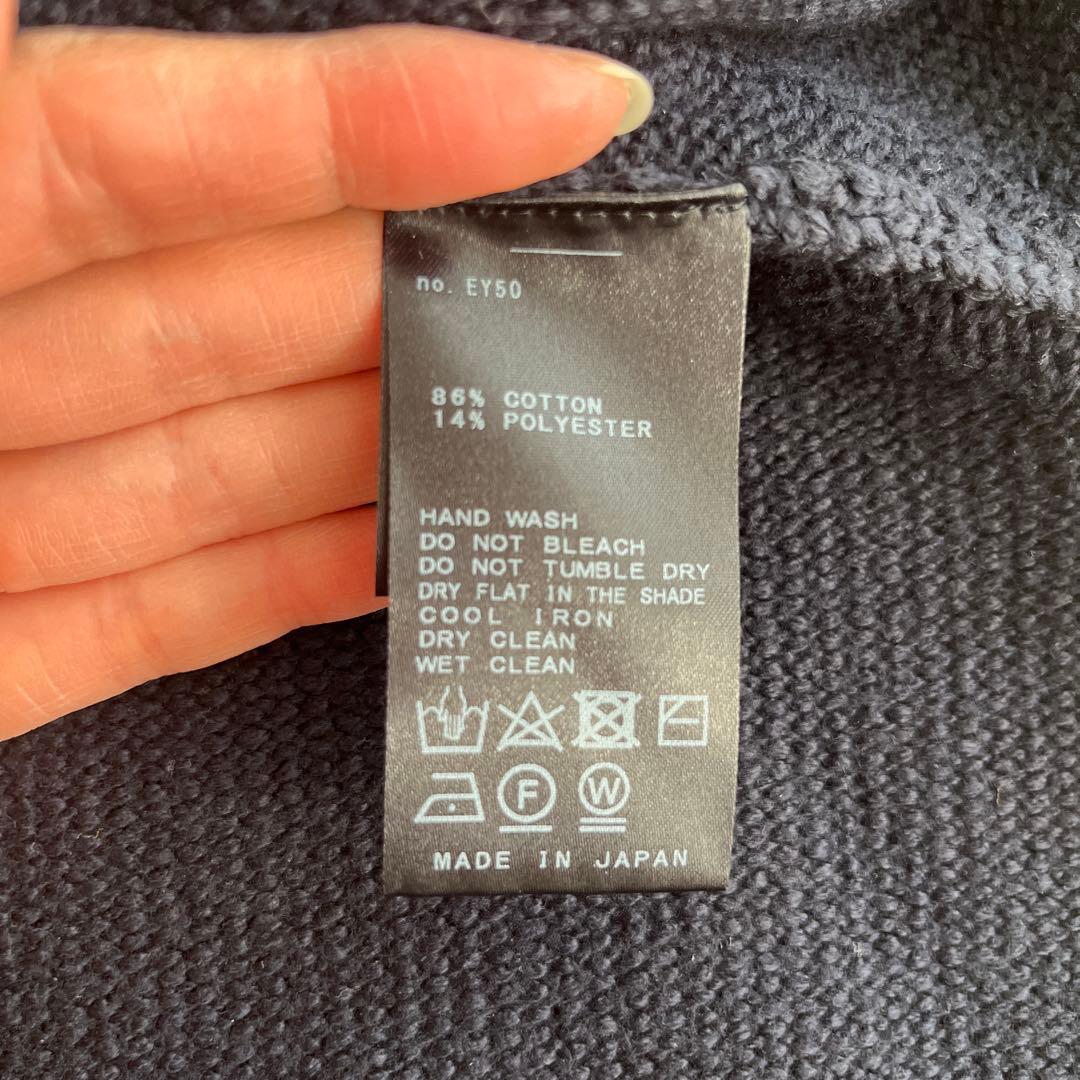 no. EY50
86% COTTON
14% POLYESTER
HAND WASH
DO NOT BLEACH
DO NOT TUMBLE DRY
DRY FLAT IN THE SHADE
COOL IRON
DRY CLEAN
WET CLEAN
F W
MADE IN JAPAN